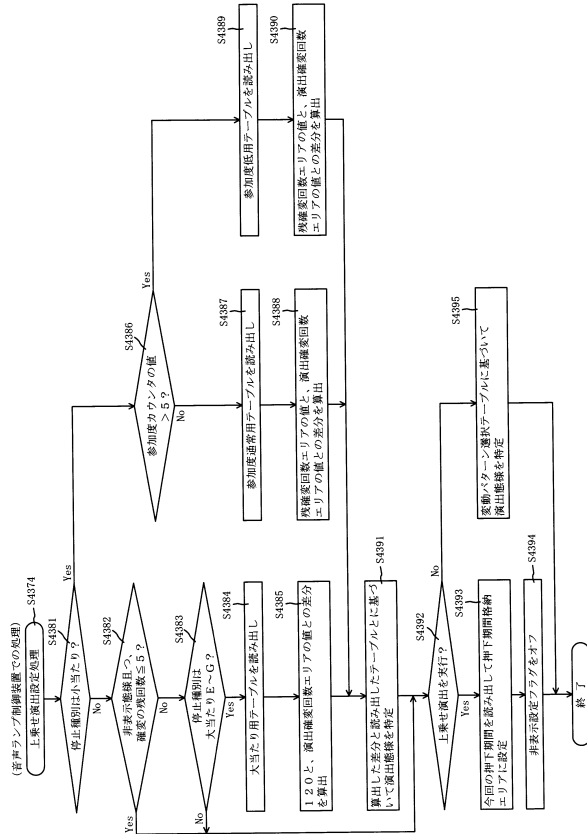 (音声ランプ制御装置での処理)
上乗せ演出設定処理
S4374
停止種別は小当たり?
S4381
Yes
No
非表示態様且つ、
確変の残回数≦5?
S4382
Yes
No
停止種別は
大当たりE~G?
S4383
No
Yes
大当たり用テーブルを読み出し
S4384
120と、演出確変回数エリアの値との差分
を算出
S4385
参加度カウンタの値
>5?
S4386
Yes
No
参加度通常用テーブルを読み出し
S4387
残確変回数エリアの値と、演出確変回数
エリアの値との差分を算出
S4388
参加度低用テーブルを読み出し
S4389
残確変回数エリアの値と、演出確変回数
エリアの値との差分を算出
S4390
算出した差分と読み出したテーブルとに基づ
いて演出態様を特定
S4391
上乗せ演出を実行?
S4392
No
Yes
今回の押下期間を読み出して押下期間格納
エリアに設定
S4393
非表示設定フラグをオフ
S4394
変動パターン選択テーブルに基づいて
演出態様を特定
S4395
終了